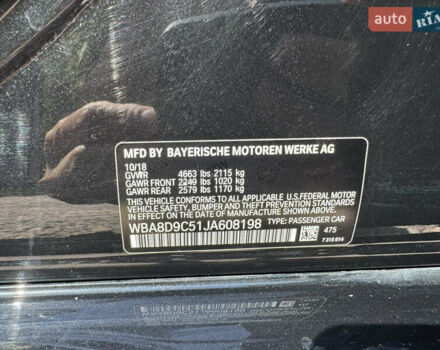 auto RIA
MFD BY BAYERISCHE MOTOREN WERKE AG
10/18
GVWR 4663 lbs 2115 kg
GAWR FRONT 2249 lbs 1020 kg
GAWR REAR 2579 lbs 1170 kg
THIS VEHICLE CONFORMS TO ALL APPLICABLE U.S.FEDERAL MOTOR
VEHICLE SAFETY, BUMPER, AND THEFT PREVENTION STANDARDS
IN EFFECT ON THE DATE OF MANUFACTURE SHOWN ABOVE.
WBA8D9C51JA608198 TYPE: PASSENGER CAR
475
7 318 614